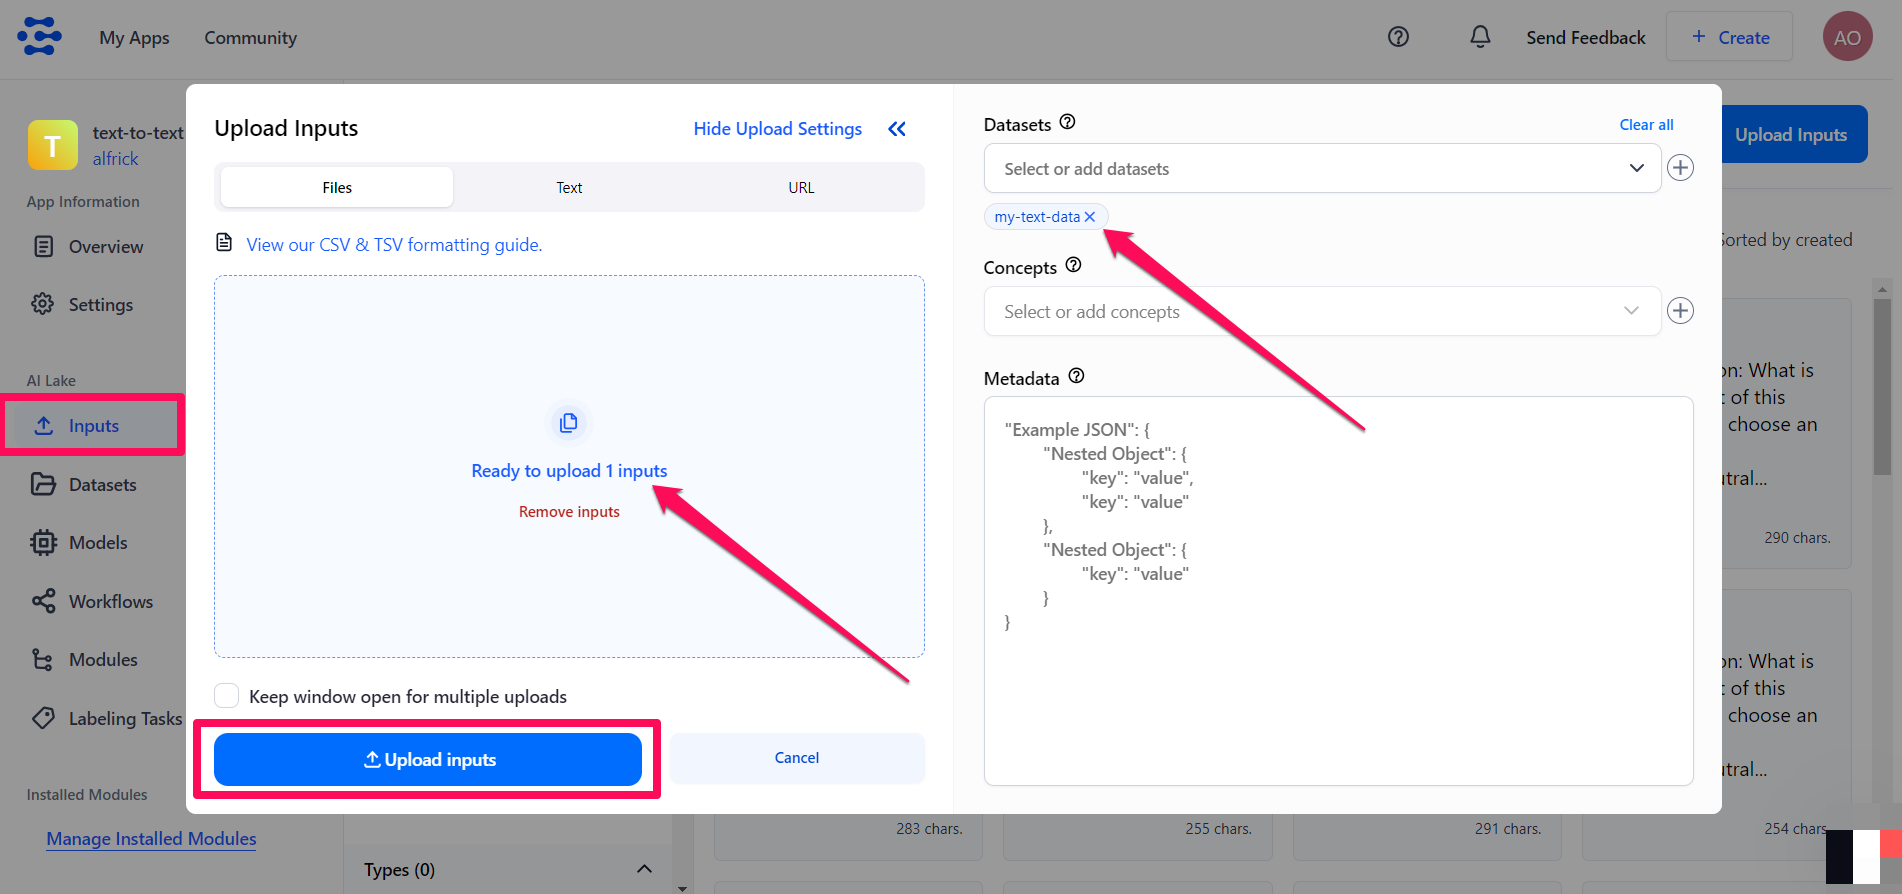 My Apps
Community
Send Feedback
+ Create
AO
T
text-to-text
alfrick
App Information
Overview
Settings
AI Lake
Inputs
Datasets
Models
Workflows
Modules
Labeling Tasks
Installed Modules
Manage Installed Modules
Upload Inputs
Hide Upload Settings
Files
Text
URL
View our CSV & TSV formatting guide.
Ready to upload 1 inputs
Remove inputs
Keep window open for multiple uploads
Upload inputs
Cancel
Datasets
Clear all
Select or add datasets
my-text-data
Concepts
Select or add concepts
Metadata
"Example JSON": {
"Nested Object": {
"key": "value",
"key": "value"
},
"Nested Object": {
"key": "value"
}
}
Upload Inputs
Sorted by created
What is
of this
choose an
290 chars.
What is
of this
choose an
283 chars.
255 chars.
291 chars.
254 chars.
Types (0)